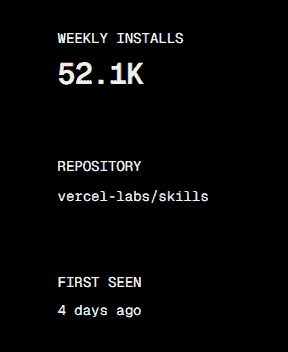 WEEKLY INSTALLS
52.1K
REPOSITORY
vercel-labs/skills
FIRST SEEN
4 days ago